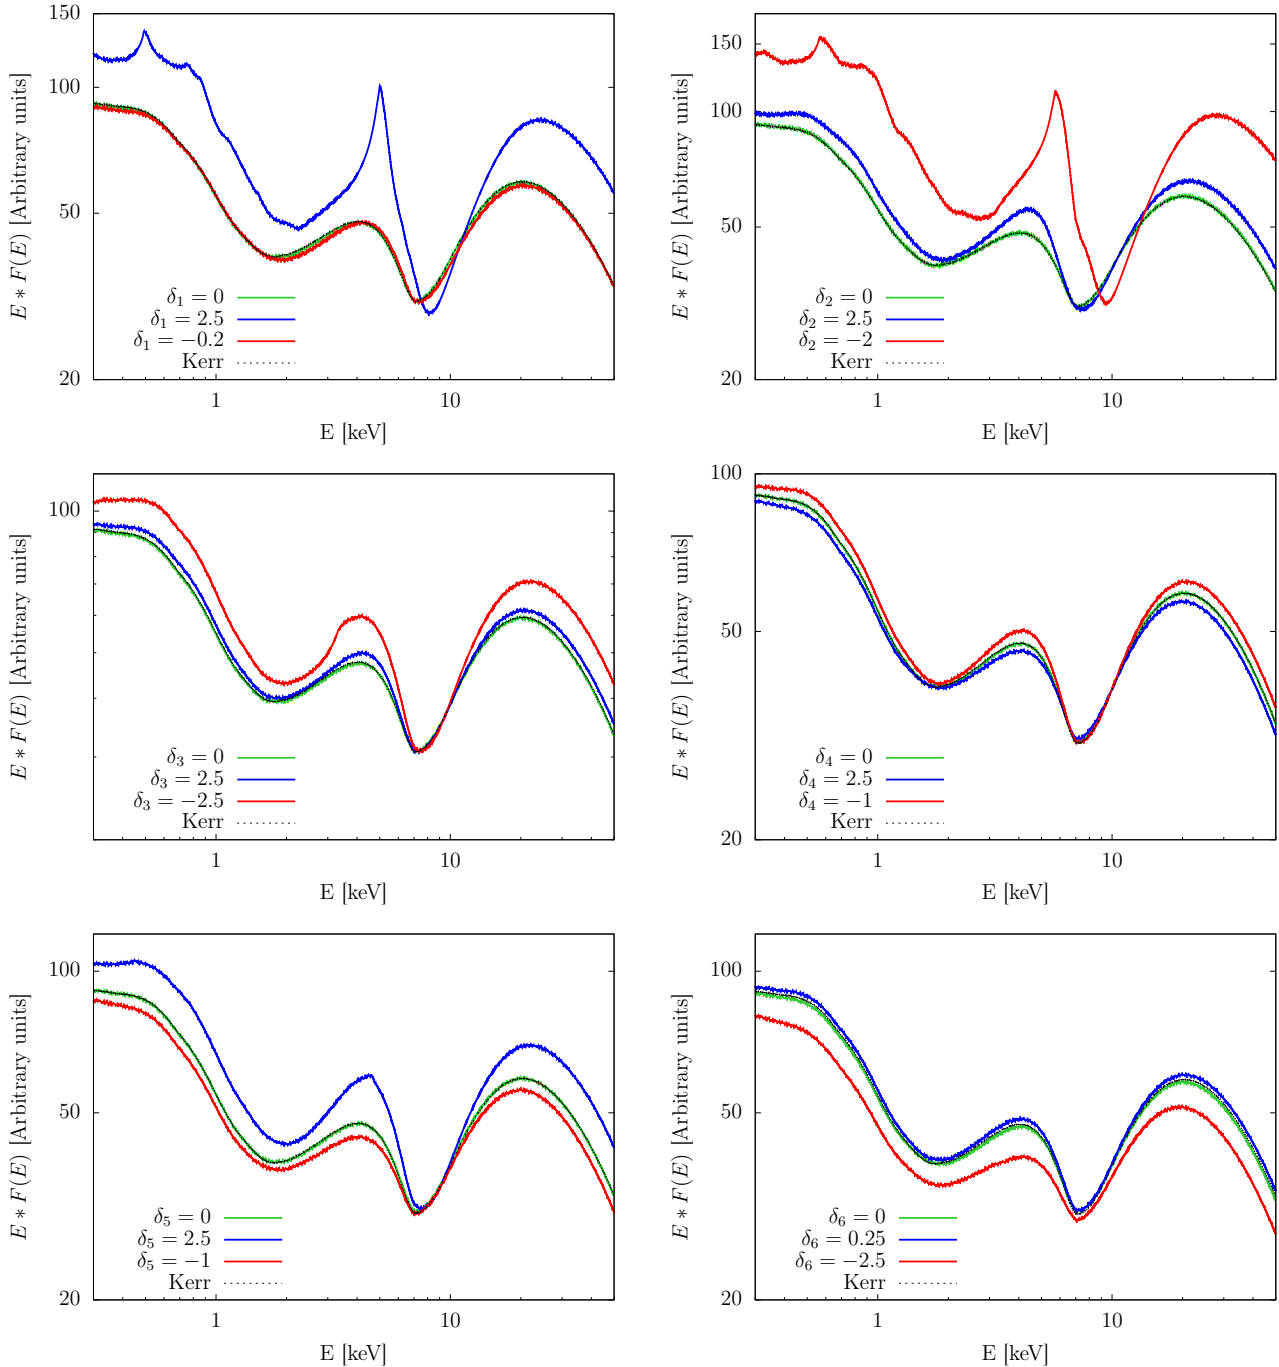 150
100
50
20
E ∗ F(E) [Arbitrary units]
δ1 = 0
δ1 = 2.5
δ1 = −0.2
Kerr
1 10
E [keV]
150
100
50
20
E ∗ F(E) [Arbitrary units]
δ2 = 0
δ2 = 2.5
δ2 = −2
Kerr
1 10
E [keV]
100
E ∗ F(E) [Arbitrary units]
δ3 = 0
δ3 = 2.5
δ3 = −2.5
Kerr
1 10
E [keV]
100
50
20
E ∗ F(E) [Arbitrary units]
δ4 = 0
δ4 = 2.5
δ4 = −1
Kerr
1 10
E [keV]
100
50
20
E ∗ F(E) [Arbitrary units]
δ5 = 0
δ5 = 2.5
δ5 = −1
Kerr
1 10
E [keV]
100
50
20
E ∗ F(E) [Arbitrary units]
δ6 = 0
δ6 = 0.25
δ6 = −2.5
Kerr
1 10
E [keV]